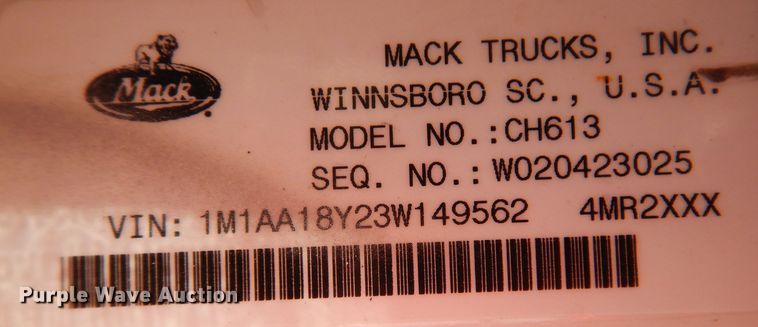 Mack
MACK TRUCKS, INC.
WINNSBORO SC., U.S.A.
MODEL NO.:CH613
SEQ. NO.:W020423025
VIN: 1M1AA18Y23W149562 4MR2XXX
Purple Wave Auction